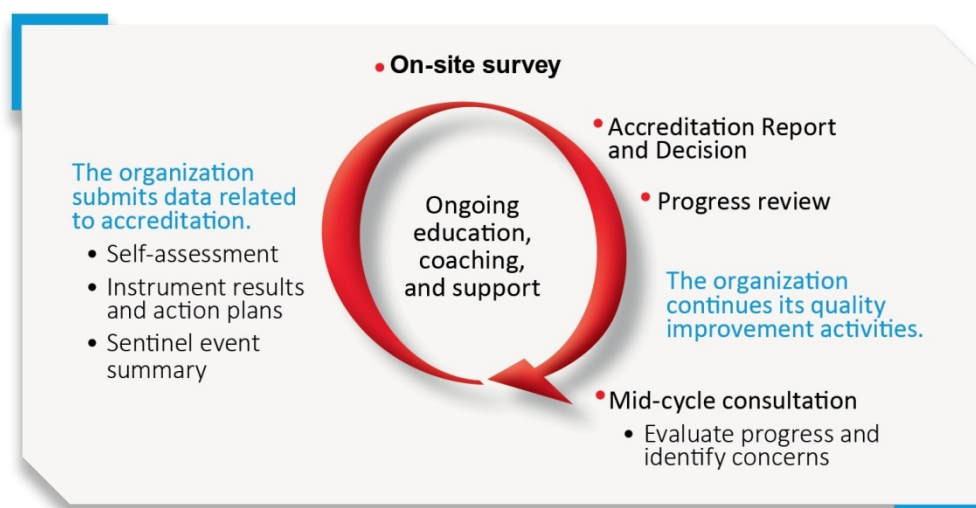 • On-site survey
• Accreditation Report
and Decision
• Progress review
The organization
continues its quality
improvement activities.
• Mid-cycle consultation
• Evaluate progress and
identify concerns
The organization
submits data related
to accreditation.
• Self-assessment
• Instrument results
and action plans
• Sentinel event
summary
Ongoing
education,
coaching,
and support